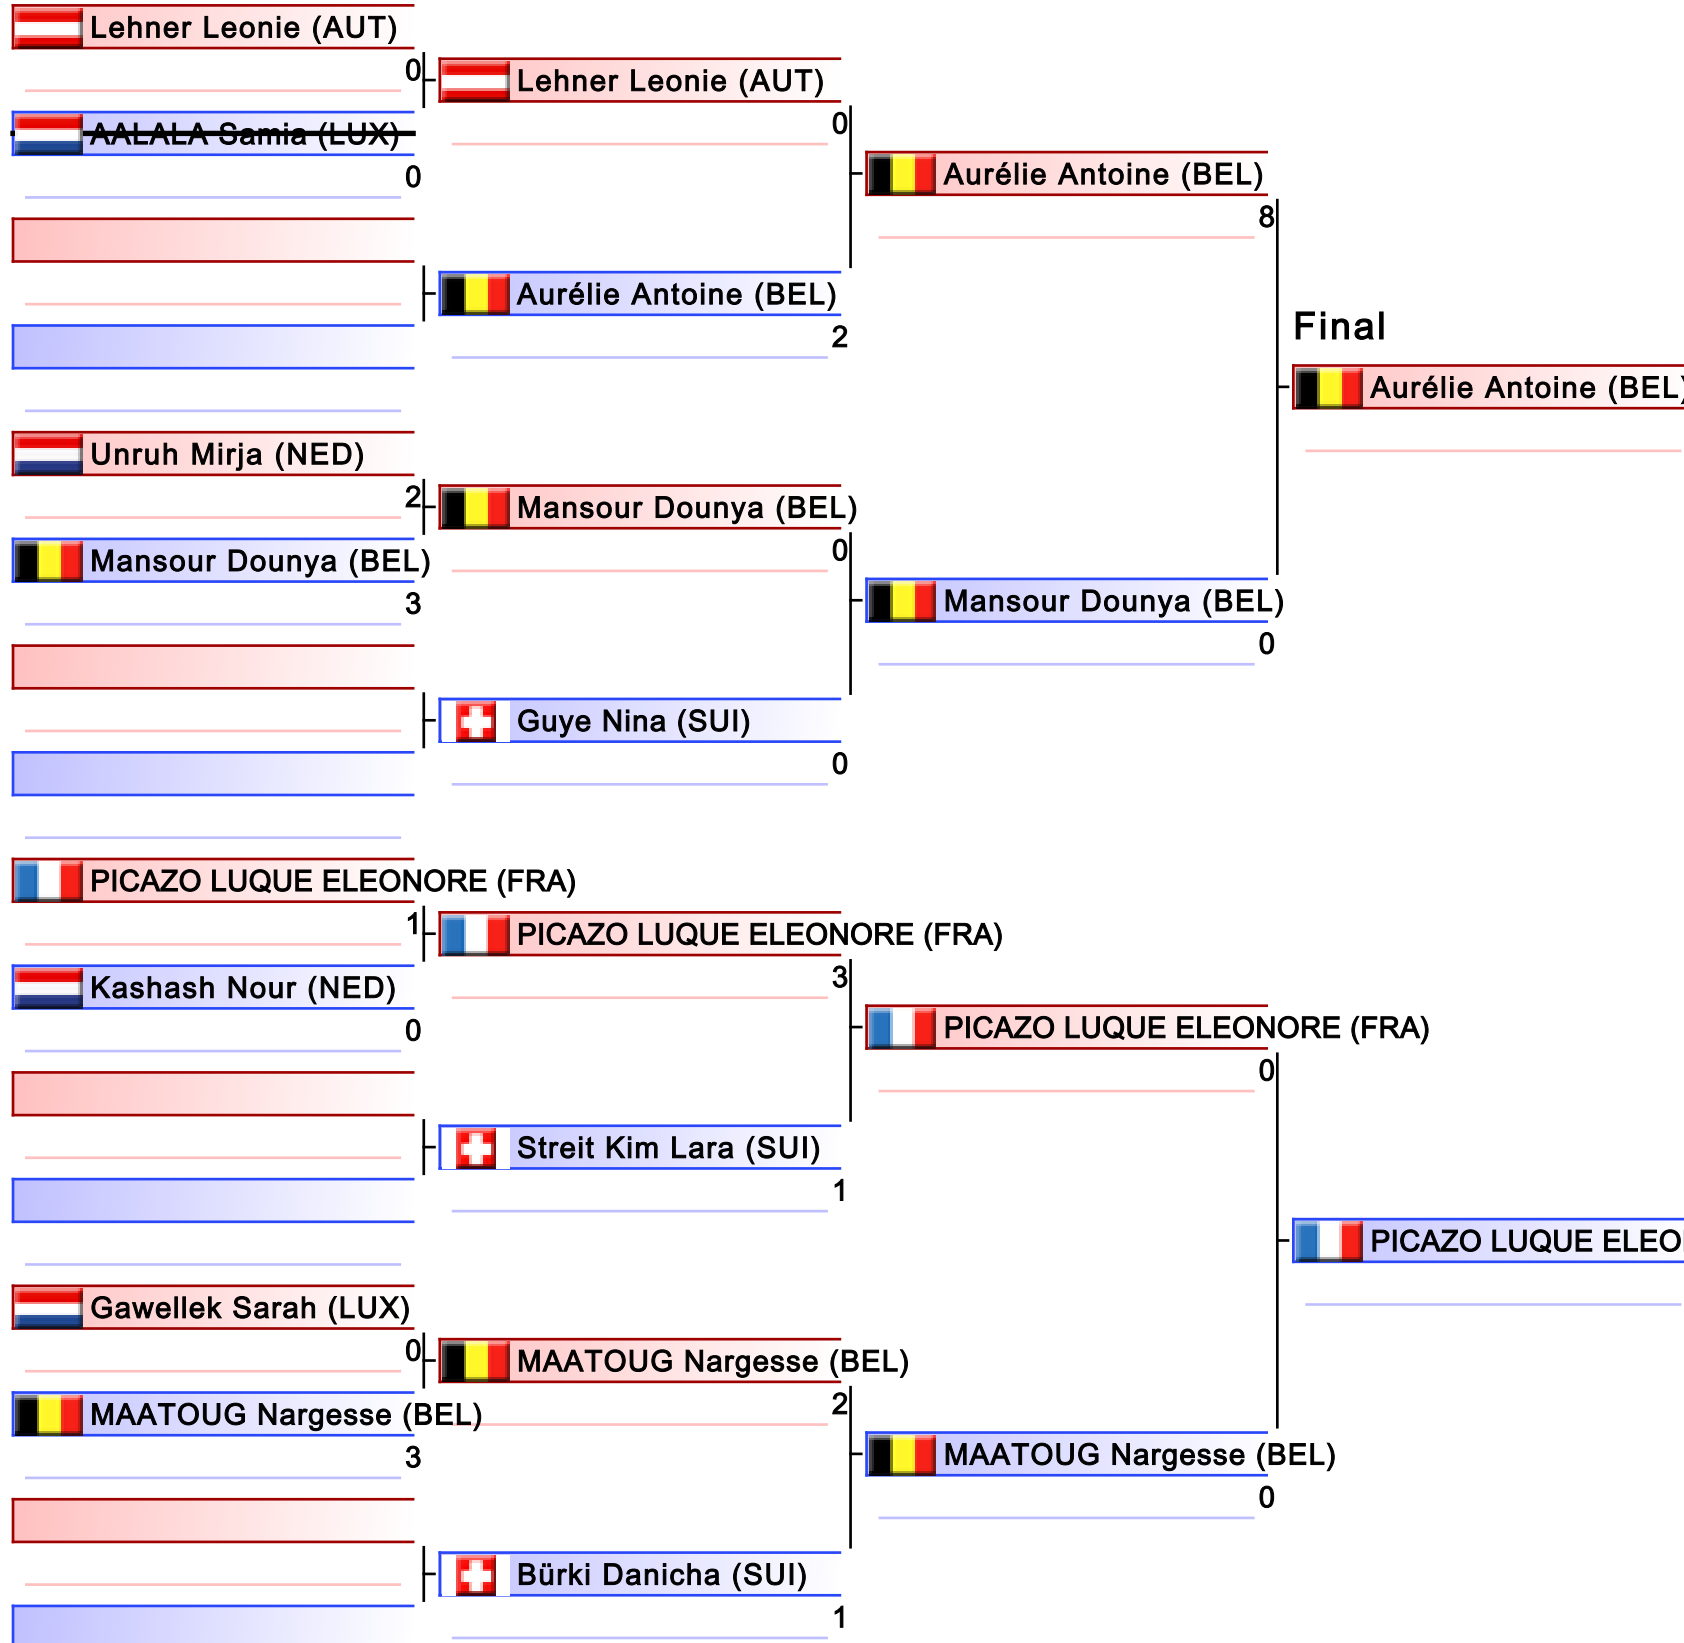 Lehner Leonie (AUT)
0
AALALA Samia (LUX)
0
Unruh Mirja (NED)
2
Mansour Dounya (BEL)
3
PICAZO LUQUE ELEONORE (FRA)
1
Kashash Nour (NED)
0
Gawellek Sarah (LUX)
0
MAATOUG Nargesse (BEL)
3
Lehner Leonie (AUT)
0
Aurélie Antoine (BEL)
2
Mansour Dounya (BEL)
0
Guye Nina (SUI)
0
PICAZO LUQUE ELEONORE (FRA)
3
Streit Kim Lara (SUI)
1
MAATOUG Nargesse (BEL)
2
Bürki Danicha (SUI)
1
Aurélie Antoine (BEL)
8
Mansour Dounya (BEL)
0
PICAZO LUQUE ELEONORE (FRA)
0
MAATOUG Nargesse (BEL)
0
Final
Aurélie Antoine (BEL)
PICAZO LUQUE